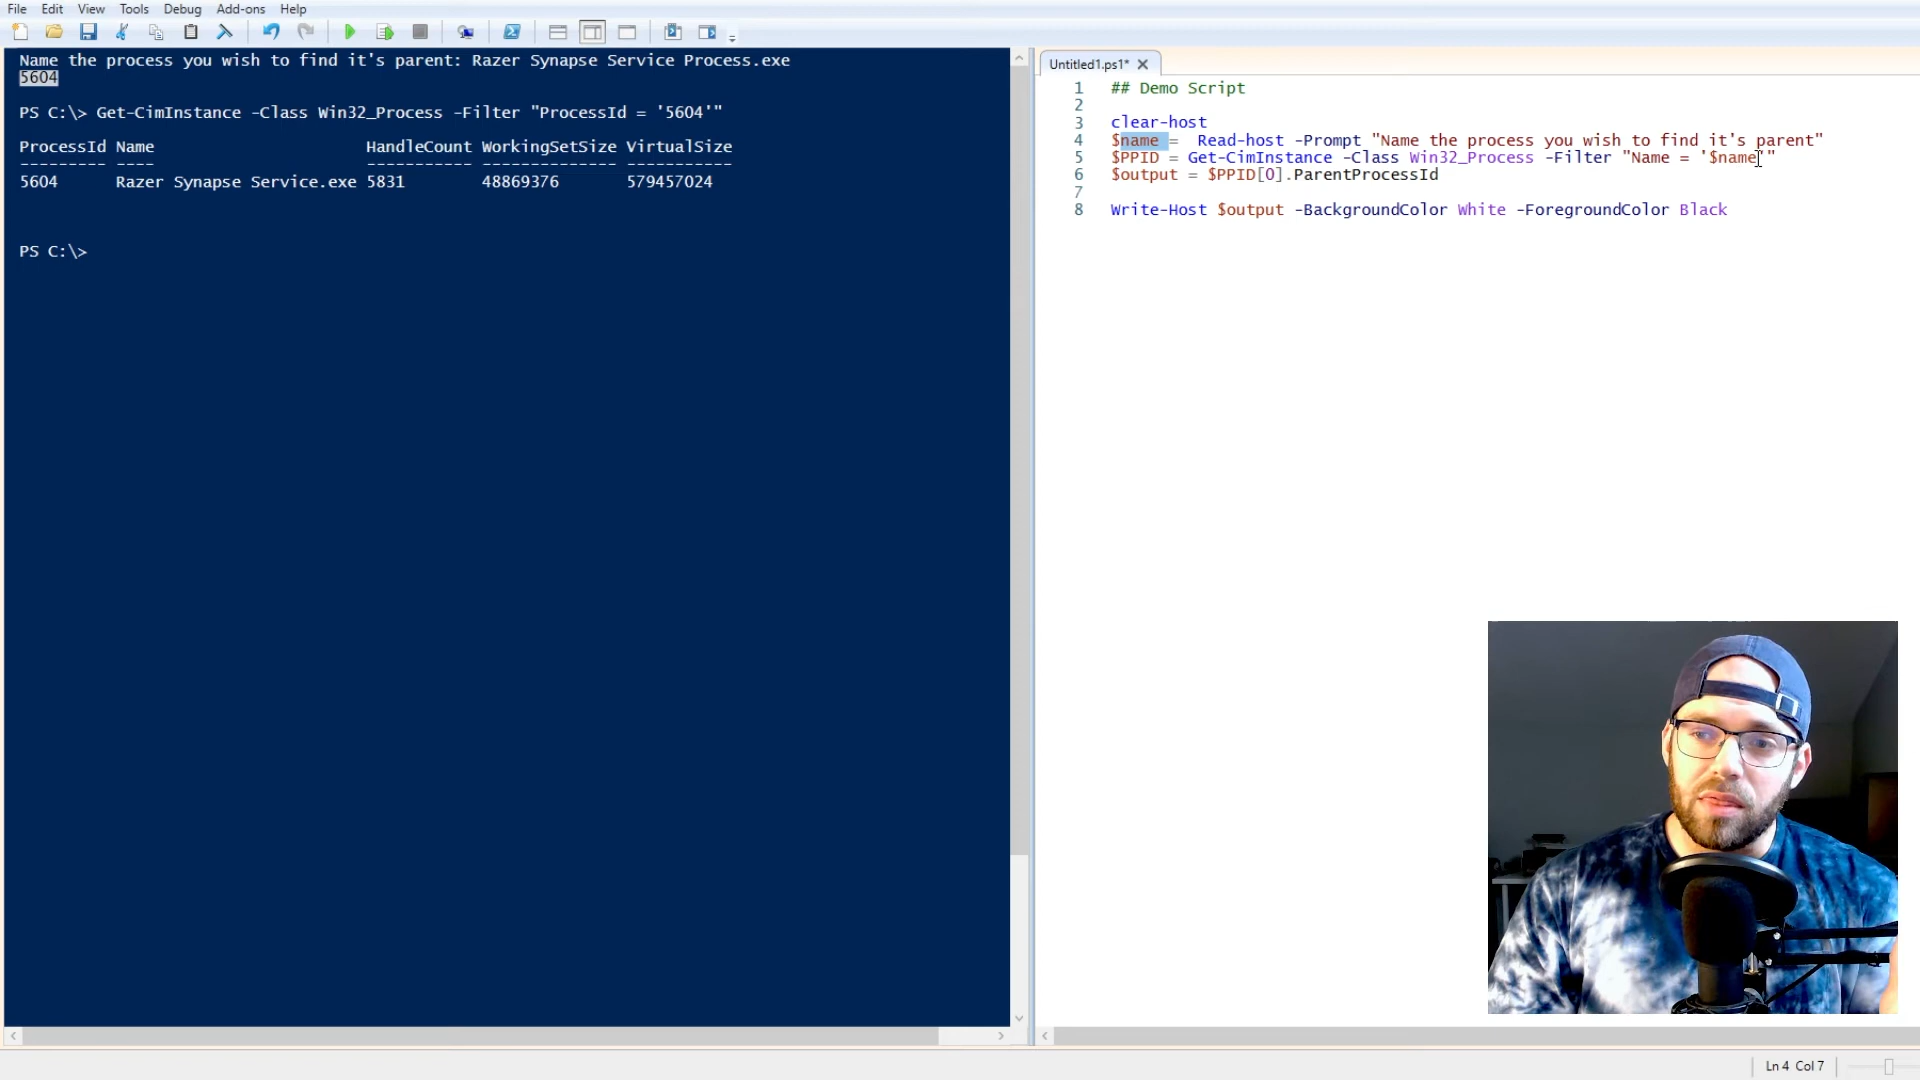 File Edit View Tools Debug Add-ons Help
Name the process you wish to find it's parent: Razer Synapse Service Process.exe
5604
PS C:\> Get-CimInstance -Class Win32_Process -Filter "ProcessId = '5604'"
ProcessId Name HandleCount WorkingSetSize VirtualSize
--------- ---- ----------- -------------- -----------
5604 Razer Synapse Service.exe 5831 48869376 579457024
PS C:\>
Untitled1.ps1*
1 ## Demo Script
2
3 clear-host
4 $name = Read-host -Prompt "Name the process you wish to find it's parent"
5 $PPID = Get-CimInstance -Class Win32_Process -Filter "Name = '$name'"
6 $output = $PPID[0].ParentProcessId
7
8 Write-Host $output -BackgroundColor White -ForegroundColor Black
Ln 4 Col 7